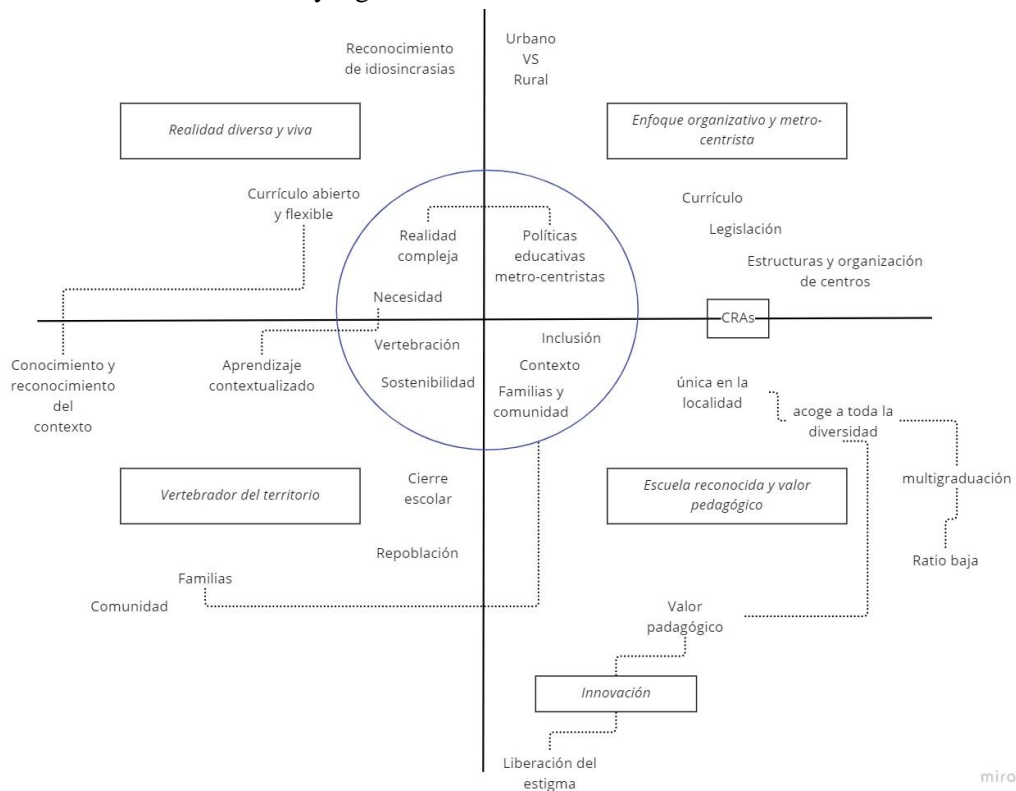 Reconocimiento
de idiosincrasias
Urbano
VS
Rural
Realidad diversa y viva
Enfoque organizativo y metro-
centrista
Currículo abierto
y flexible
Currículo
Legislación
Estructuras y organización
de centros
Realidad
compleja
Políticas
educativas
metro-centristas
Necesidad
CRAs
Vertebración
Inclusión
Contexto
Sostenibilidad
Familias y
comunidad
Conocimiento y
reconocimiento
del
contexto
Aprendizaje
contextualizado
única en la
localidad
acoge a toda la
diversidad
multigraduación
Ratio baja
Vertebrador del territorio
Cierre
escolar
Escuela reconocida y valor
pedagógico
Repoblación
Familias
Comunidad
Valor
padagógico
Innovación
Liberación del
estigma
miro